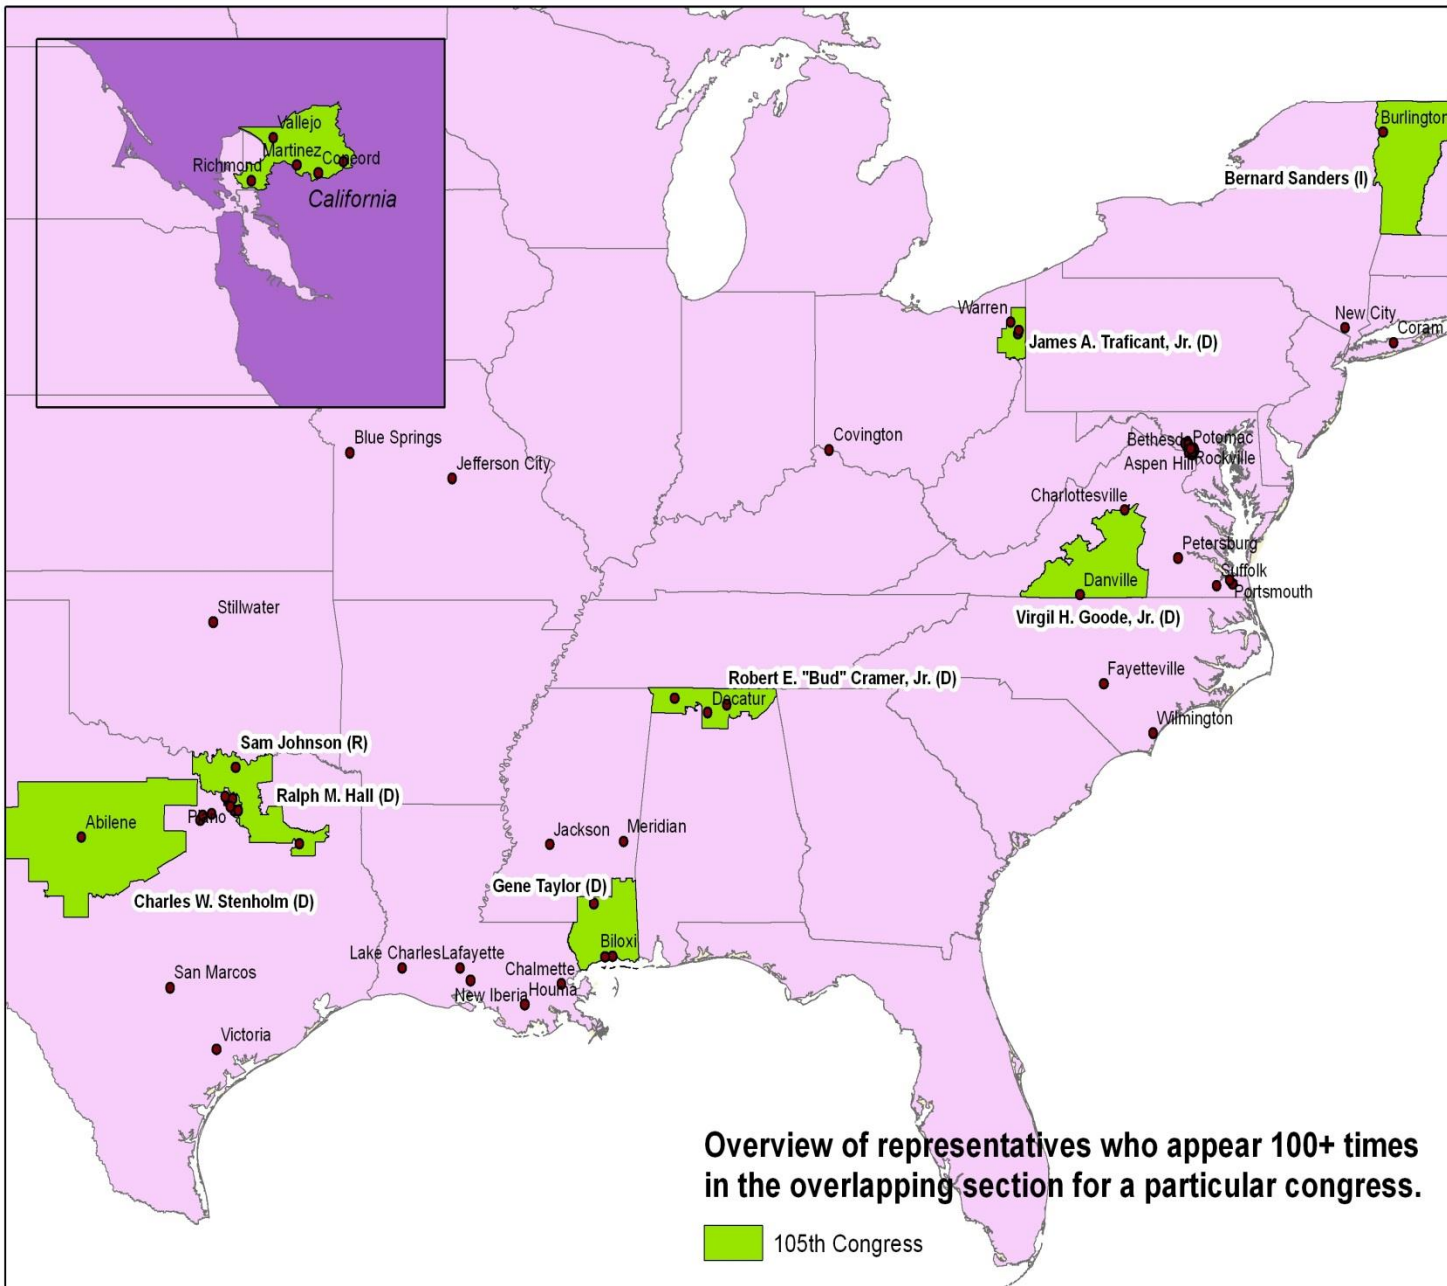 Vallejo
Martinez
Concord
Richmond
California
Burlington
Bernard Sanders (I)
Warren
James A. Traficant, Jr. (D)
New City
Coram
Blue Springs
Jefferson City
Covington
Bethesda
Potomac
Aspen Hill
Rockville
Charlottesville
Petersburg
Suffolk
Portsmouth
Danville
Virgil H. Goode, Jr. (D)
Stillwater
Fayetteville
Wilmington
Robert E. "Bud" Cramer, Jr. (D)
Decatur
Sam Johnson (R)
Ralph M. Hall (D)
Plano
Abilene
Charles W. Stenholm (D)
Jackson
Meridian
Gene Taylor (D)
Biloxi
Lake Charles
Lafayette
Chalmette
New Iberia
Houma
San Marcos
Victoria
Overview of representatives who appear 100+ times
in the overlapping section for a particular congress.
105th Congress